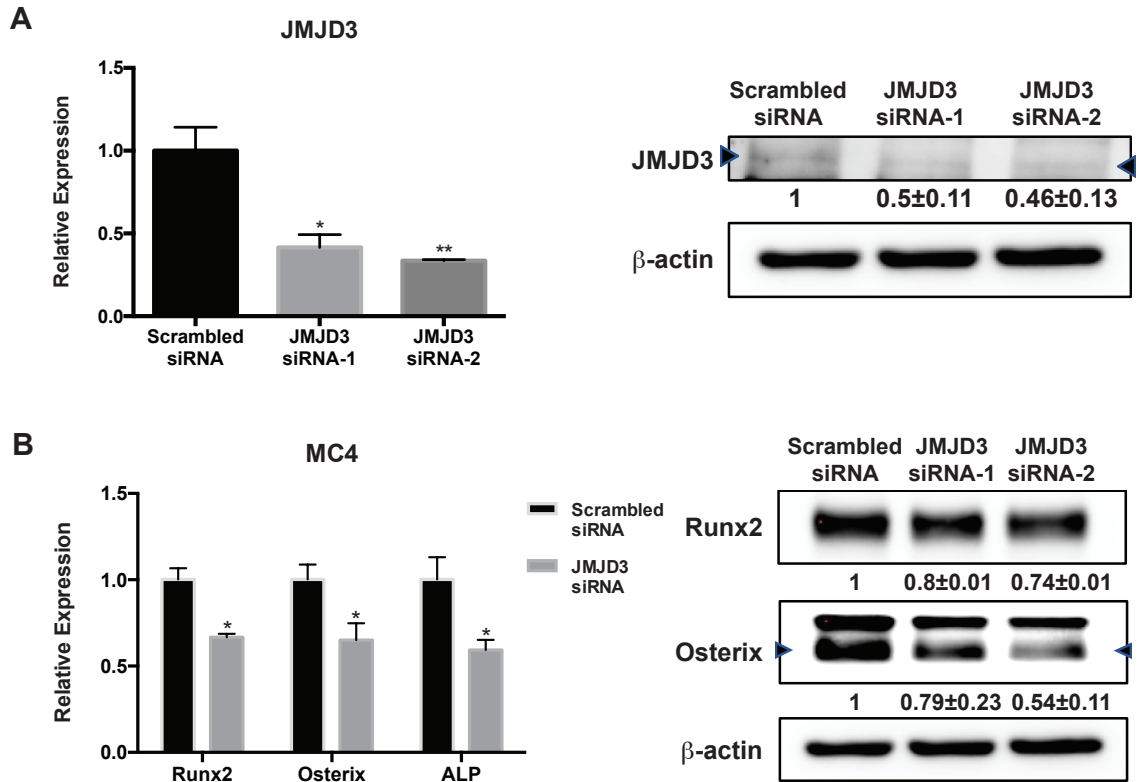 A
JMJD3
Relative Expression
1.5
1.0
0.5
0.0
*
**
Scrambled siRNA
JMJD3 siRNA-1
JMJD3 siRNA-2
Scrambled siRNA
JMJD3 siRNA-1
JMJD3 siRNA-2
JMJD3
1 0.5±0.11 0.46±0.13
β-actin
B
MC4
Relative Expression
1.5
1.0
0.5
0.0
*
*
*
Runx2 Osterix ALP
Scrambled siRNA
JMJD3 siRNA
Scrambled siRNA
JMJD3 siRNA-1
JMJD3 siRNA-2
Runx2
1 0.8±0.01 0.74±0.01
Osterix
1 0.79±0.23 0.54±0.11
β-actin